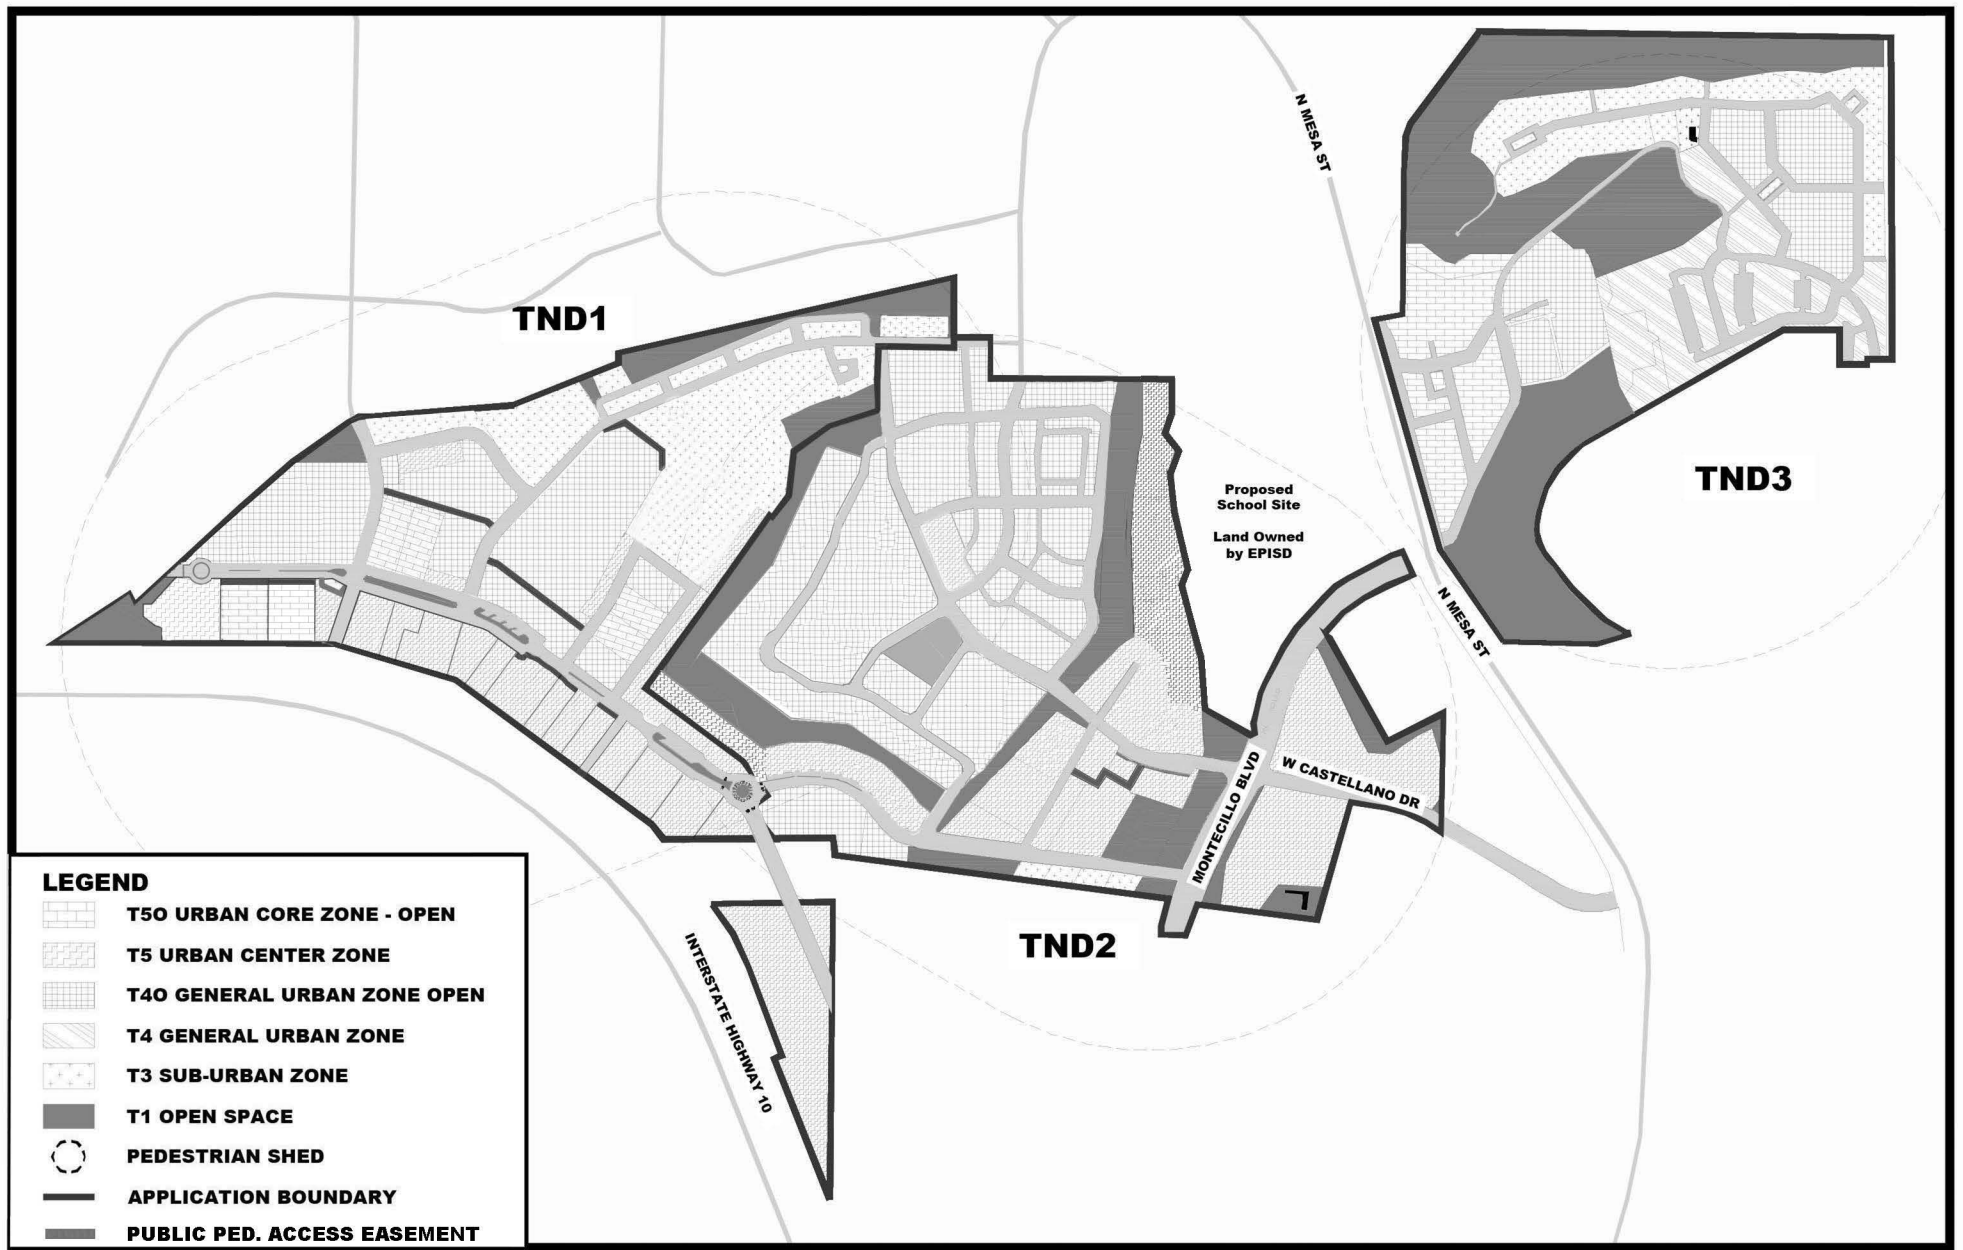 N MESA ST
TND1
TND3
Proposed
School Site
Land Owned
by EPISD
N MESA ST
MONTECILLO BLVD
W CASTELLANO DR
TND2
INTERSTATE HIGHWAY 10
LEGEND
T5O URBAN CORE ZONE - OPEN
T5 URBAN CENTER ZONE
T4O GENERAL URBAN ZONE OPEN
T4 GENERAL URBAN ZONE
T3 SUB-URBAN ZONE
T1 OPEN SPACE
PEDESTRIAN SHED
APPLICATION BOUNDARY
PUBLIC PED. ACCESS EASEMENT